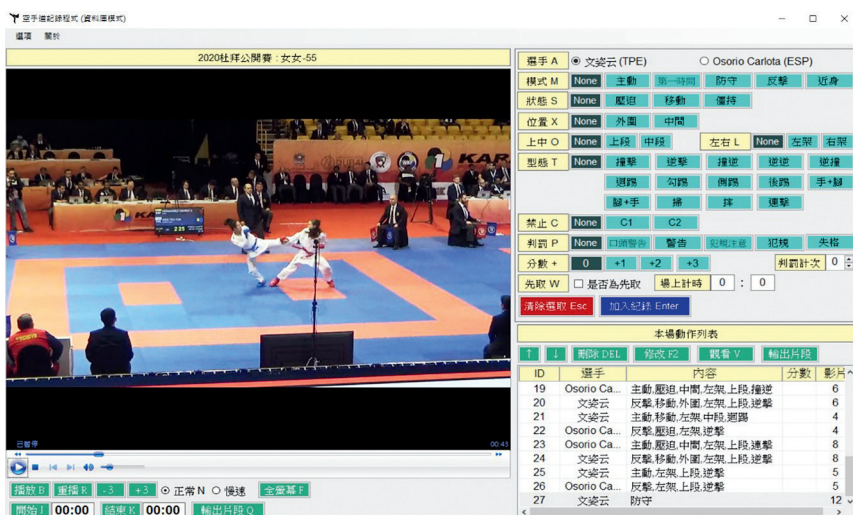 空手道記錄程式 (資料庫模式)
選項 關於
2020杜拜公開賽 : 女女-55
KAR
2 25
已暫停 00:43
播放 B 重播 R -3 +3 正常 N 慢速 全螢幕 F
開始 J 00:00 結束 K 00:00 輸出片段 Q
選手 A 文姿云 (TPE) Osorio Carlota (ESP)
模式 M None 主動 第一時間 防守 反擊 近身
狀態 S None 壓迫 移動 僵持
位置 X None 外圍 中間
上中 O None 上段 中段 左右 L None 左架 右架
型態 T None 撞擊 逆擊 撞逆 逆逆 逆撞
迴踢 勾踢 側踢 後踢 手+腳
腳+手 掃 摔 連擊
禁止 C None C1 C2
判罰 P None 口頭警告 警告 犯規注意 犯規 失格
分數 + 0 +1 +2 +3 判罰計次 0
先取 W 是否為先取 場上計時 0 : 0
清除選取 Esc 加入紀錄 Enter
本場動作列表
↑ ↓ 刪除 DEL 修改 F2 觀看 V 輸出片段
ID 選手 內容 分數 影片
19 Osorio Ca... 主動,壓迫,中間,左架,上段,撞逆 6
20 文姿云 反擊,移動,外圍,左架,上段,逆擊 6
21 文姿云 主動,移動,左架,中段,迴踢 4
22 Osorio Ca... 反擊,壓迫,左架,逆擊 4
23 Osorio Ca... 主動,壓迫,中間,左架,上段,連擊 8
24 文姿云 反擊,移動,外圍,左架,上段,逆擊 8
25 文姿云 主動,左架,逆擊 5
26 Osorio Ca... 反擊,左架,上段,逆擊 5
27 文姿云 防守 12